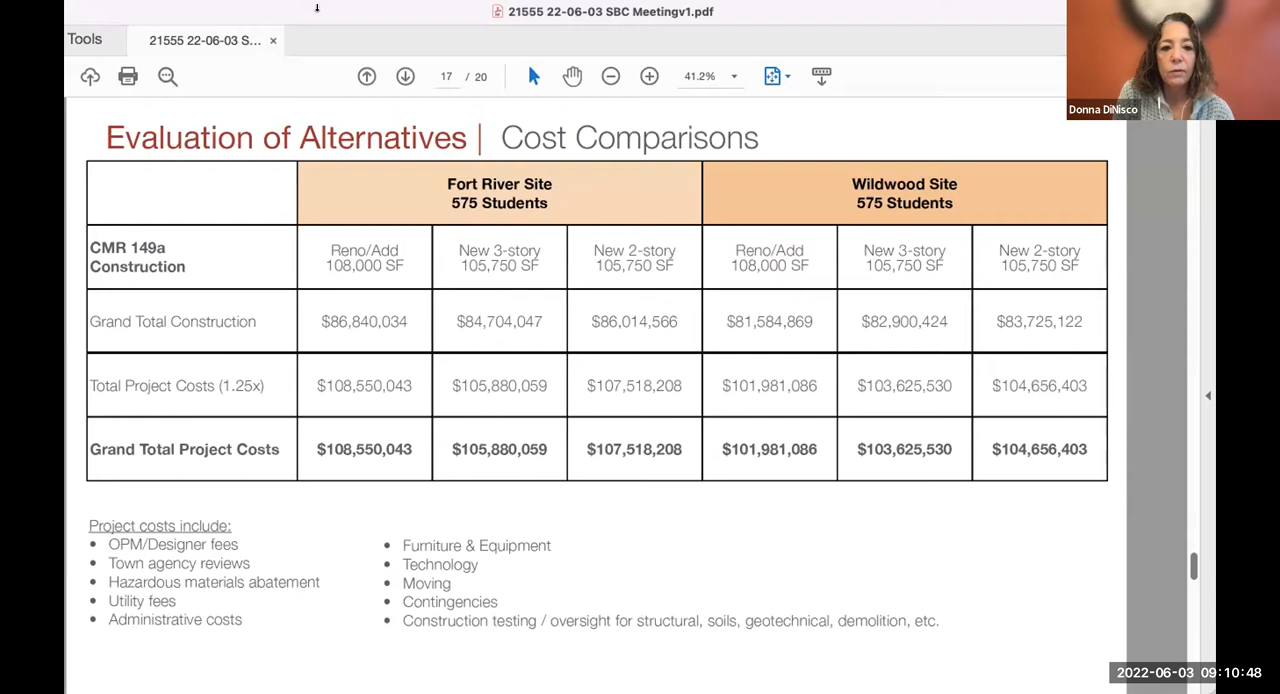 21555 22-06-03 SBC Meetingv1.pdf
Tools
21555 22-06-03 S... ×
17 / 20
41.2%
Donna DiNisco
Evaluation of Alternatives | Cost Comparisons
Fort River Site
575 Students
Wildwood Site
575 Students
CMR 149a
Construction
Reno/Add
108,000 SF
New 3-story
105,750 SF
New 2-story
105,750 SF
Reno/Add
108,000 SF
New 3-story
105,750 SF
New 2-story
105,750 SF
Grand Total Construction $86,840,034 $84,704,047 $86,014,566 $81,584,869 $82,900,424 $83,725,122
Total Project Costs (1.25x) $108,550,043 $105,880,059 $107,518,208 $101,981,086 $103,625,530 $104,656,403
Grand Total Project Costs $108,550,043 $105,880,059 $107,518,208 $101,981,086 $103,625,530 $104,656,403
Project costs include:
• OPM/Designer fees
• Town agency reviews
• Hazardous materials abatement
• Utility fees
• Administrative costs
• Furniture & Equipment
• Technology
• Moving
• Contingencies
• Construction testing / oversight for structural, soils, geotechnical, demolition, etc.
2022-06-03 09:10:48